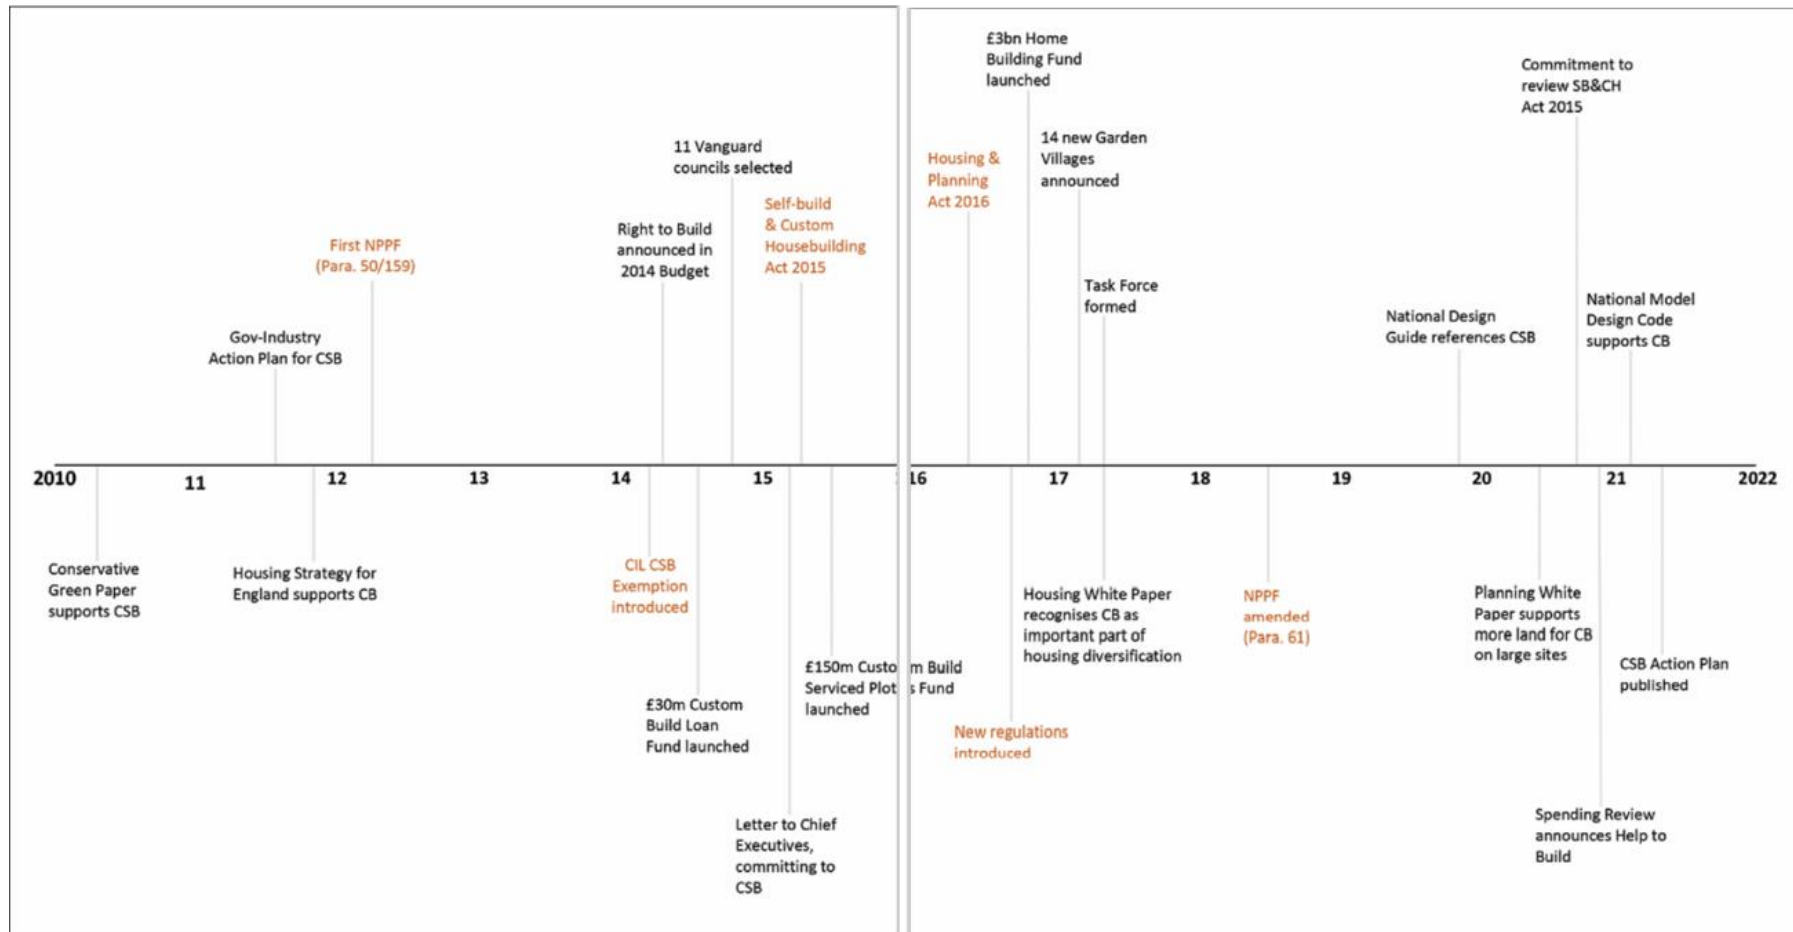 £3bn Home
Building Fund
launched
Commitment to
review SB&CH
Act 2015
11 Vanguard
councils selected
14 new Garden
Villages
announced
Housing &
Planning
Act 2016
Self-build
& Custom
Housebuilding
Act 2015
Right to Build
announced in
2014 Budget
First NPPF
(Para. 50/159)
Task Force
formed
National Model
Design Code
supports CB
National Design
Guide references CSB
Gov-Industry
Action Plan for CSB
2010 11 12 13 14 15 16 17 18 19 20 21 2022
Conservative
Green Paper
supports CSB
Housing Strategy for
England supports CB
CIL CSB
Exemption
introduced
Housing White Paper
recognises CB as
important part of
housing diversification
NPPF
amended
(Para. 61)
Planning White
Paper supports
more land for CB
on large sites
£150m Custom Build
Serviced Plots Fund
launched
CSB Action Plan
published
£30m Custom
Build Loan
Fund launched
New regulations
introduced
Letter to Chief
Executives,
committing to
CSB
Spending Review
announces Help to
Build